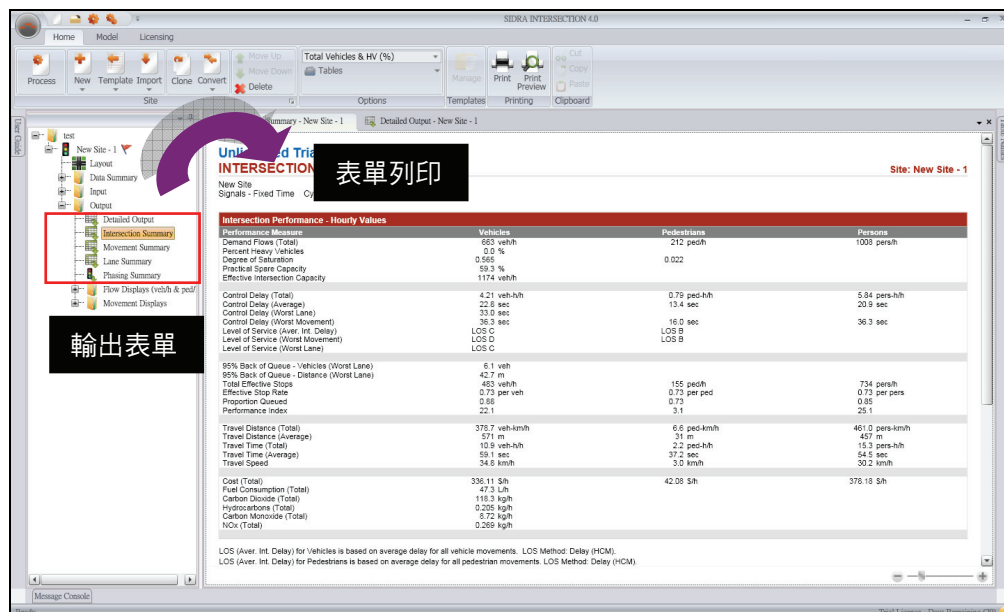 SIDRA INTERSECTION 4.0
Home Model Licensing
Process New Template Import Clone Convert Move Up Total Vehicles & HV (%) Manage Print Print Preview Cut
Move Down Tables Copy
Delete Paste
Site Options Templates Printing Clipboard
User Guide
test
New Site - 1
Layout
Data Summary
Input
Output
Detailed Output
Intersection Summary
Movement Summary
Lane Summary
Phasing Summary
Flow Displays (veh/h & ped/
Movement Displays
輸出表單
表單列印
Summary - New Site - 1 Detailed Output - New Site - 1
INTERSECTION Site: New Site - 1
New Site
Signals - Fixed Time
Intersection Performance - Hourly Values
Performance Measure Vehicles Pedestrians Persons
Demand Flows (Total) 663 veh/h 212 ped/h 1008 pers/h
Percent Heavy Vehicles 0.0 %
Degree of Saturation 0.565 0.022
Practical Spare Capacity 59.3 %
Effective Intersection Capacity 1174 veh/h
Control Delay (Total) 4.21 veh-h/h 0.79 ped-h/h 5.84 pers-h/h
Control Delay (Average) 22.8 sec 13.4 sec 20.9 sec
Control Delay (Worst Lane) 33.0 sec
Control Delay (Worst Movement) 36.3 sec 16.0 sec 36.3 sec
Level of Service (Aver. Int. Delay) LOS C LOS B
Level of Service (Worst Movement) LOS D LOS B
Level of Service (Worst Lane) LOS C
95% Back of Queue - Vehicles (Worst Lane) 6.1 veh
95% Back of Queue - Distance (Worst Lane) 42.7 m
Total Effective Stops 483 veh/h 155 ped/h 734 pers/h
Effective Stop Rate 0.73 per veh 0.73 per ped 0.73 per pers
Proportion Queued 0.88 0.73 0.85
Performance Index 22.1 3.1 25.1
Travel Distance (Total) 378.7 veh-km/h 6.6 ped-km/h 461.0 pers-km/h
Travel Distance (Average) 571 m 31 m 457 m
Travel Time (Total) 10.9 veh-h/h 2.2 ped-h/h 15.3 pers-h/h
Travel Time (Average) 59.1 sec 37.2 sec 54.5 sec
Travel Speed 34.6 km/h 3.0 km/h 30.2 km/h
Cost (Total) 336.11 $/h 42.08 $/h 378.18 $/h
Fuel Consumption (Total) 47.3 L/h
Carbon Dioxide (Total) 118.3 kg/h
Hydrocarbons (Total) 0.205 kg/h
Carbon Monoxide (Total) 8.72 kg/h
NOx (Total) 0.269 kg/h
LOS (Aver. Int. Delay) for Vehicles is based on average delay for all vehicle movements. LOS Method: Delay (HCM).
LOS (Aver. Int. Delay) for Pedestrians is based on average delay for all pedestrian movements. LOS Method: Delay (HCM).
Message Console